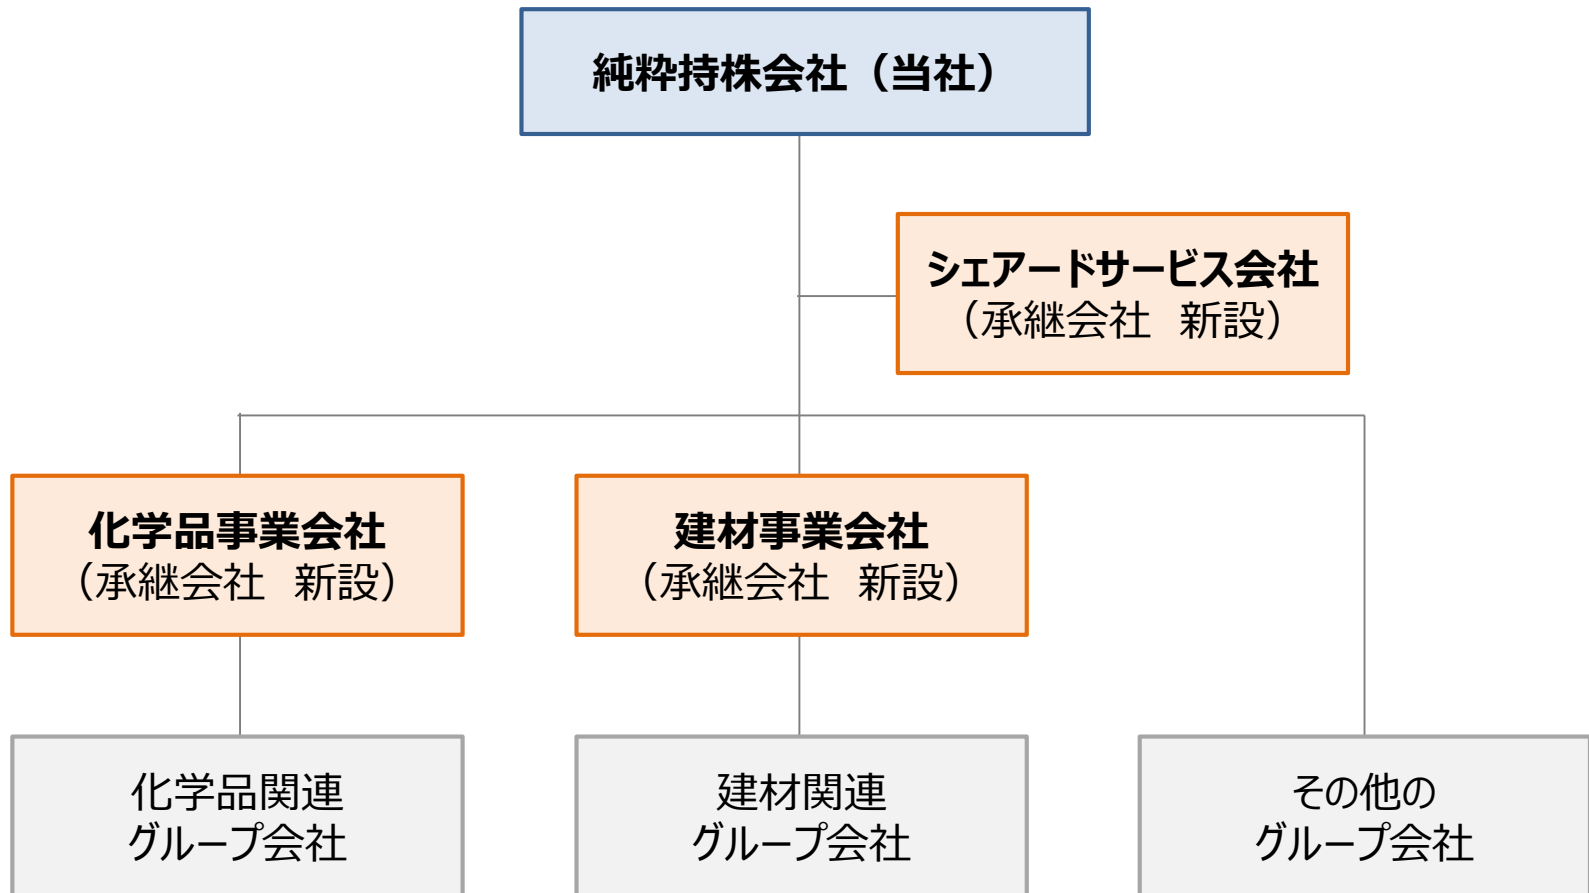 純粋持株会社（当社）
シェアードサービス会社
（承継会社　新設）
化学品事業会社
（承継会社　新設）
建材事業会社
（承継会社　新設）
化学品関連
グループ会社
建材関連
グループ会社
その他の
グループ会社